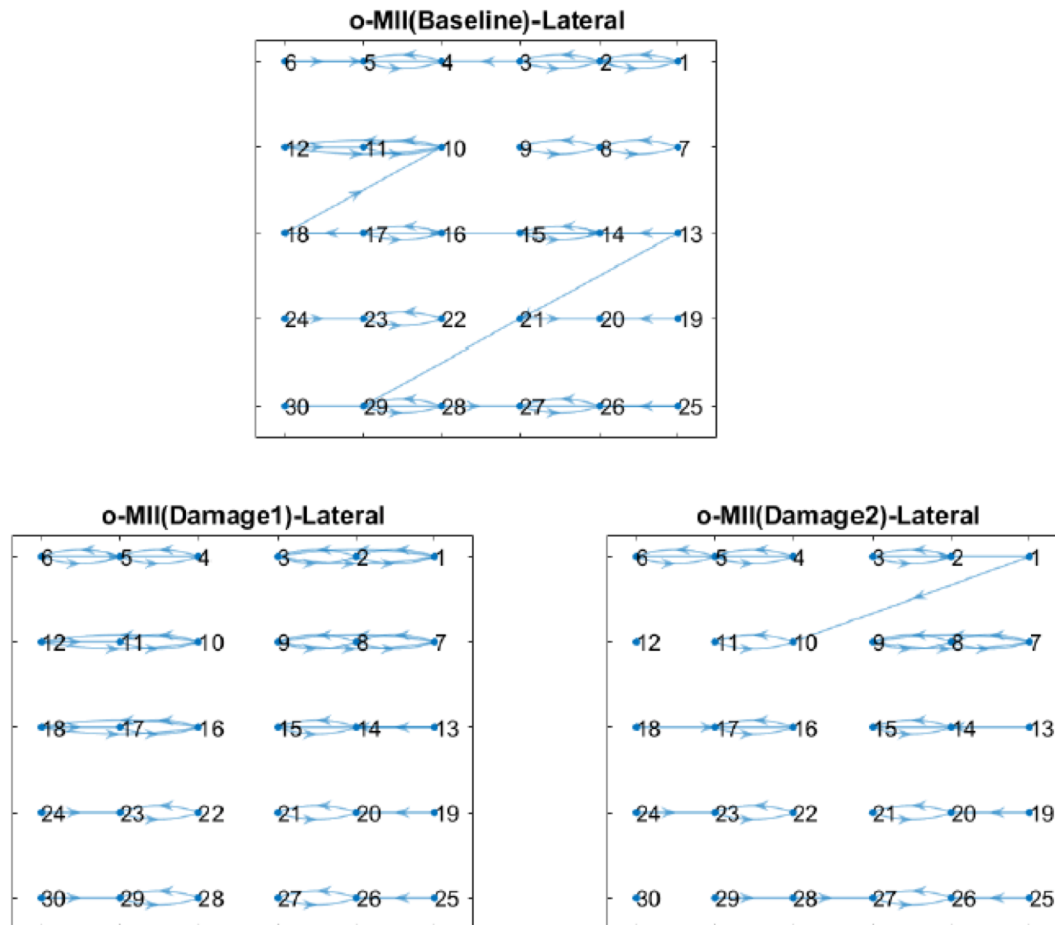 o-MII(Baseline)-Lateral
6 5 4 3 2 1
12 11 10 9 8 7
18 17 16 15 14 13
24 23 22 21 20 19
30 29 28 27 26 25
o-MII(Damage1)-Lateral
6 5 4 3 2 1
12 11 10 9 8 7
18 17 16 15 14 13
24 23 22 21 20 19
30 29 28 27 26 25
o-MII(Damage2)-Lateral
6 5 4 3 2 1
12 11 10 9 8 7
18 17 16 15 14 13
24 23 22 21 20 19
30 29 28 27 26 25